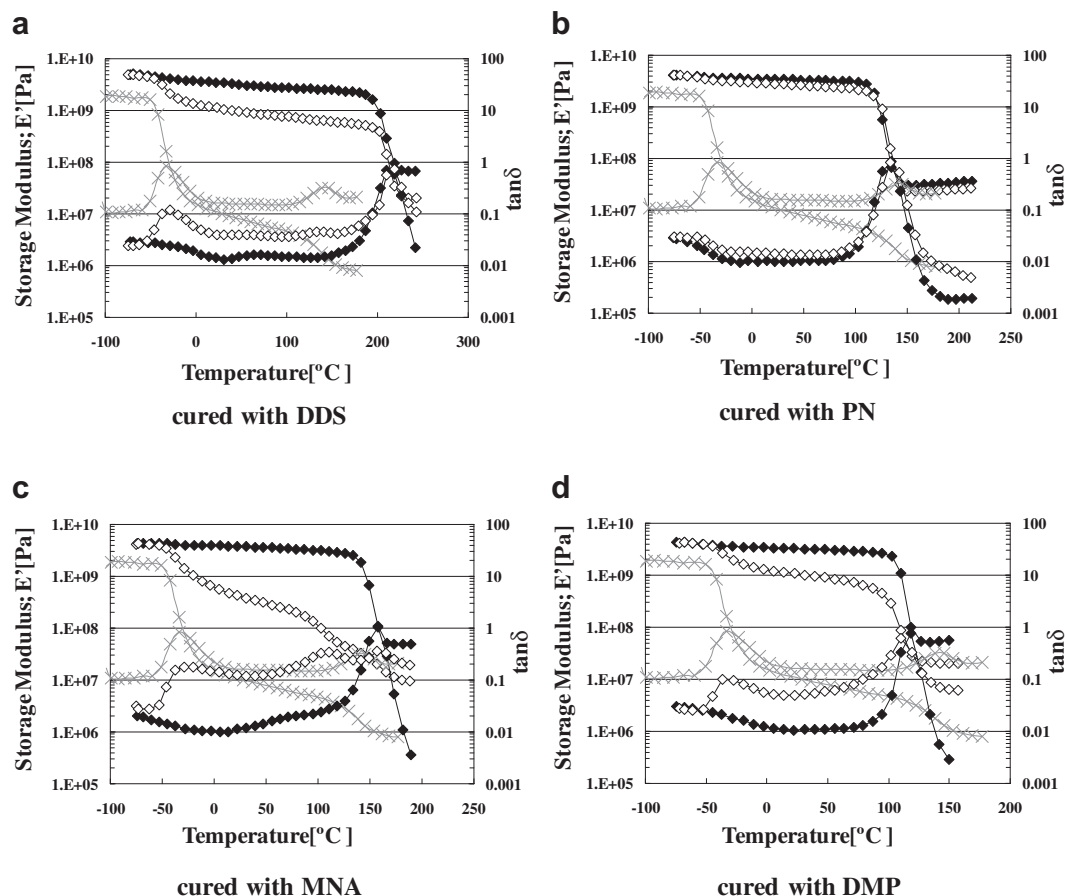 a
1.E+10
1.E+09
1.E+08
1.E+07
1.E+06
1.E+05
Storage Modulus; E'[Pa]
100
10
1
0.1
0.01
0.001
tanδ
-100 0 100 200 300
Temperature[°C ]
cured with DDS
b
1.E+10
1.E+09
1.E+08
1.E+07
1.E+06
1.E+05
Storage Modulus; E'[Pa]
100
10
1
0.1
0.01
0.001
tanδ
-100 -50 0 50 100 150 200 250
Temperature[°C ]
cured with PN
c
1.E+10
1.E+09
1.E+08
1.E+07
1.E+06
1.E+05
Storage Modulus; E'[Pa]
100
10
1
0.1
0.01
0.001
tanδ
-100 -50 0 50 100 150 200 250
Temperature[°C ]
cured with MNA
d
1.E+10
1.E+09
1.E+08
1.E+07
1.E+06
1.E+05
Storage Modulus; E'[Pa]
100
10
1
0.1
0.01
0.001
tanδ
-100 -50 0 50 100 150 200
Temperature[°C ]
cured with DMP